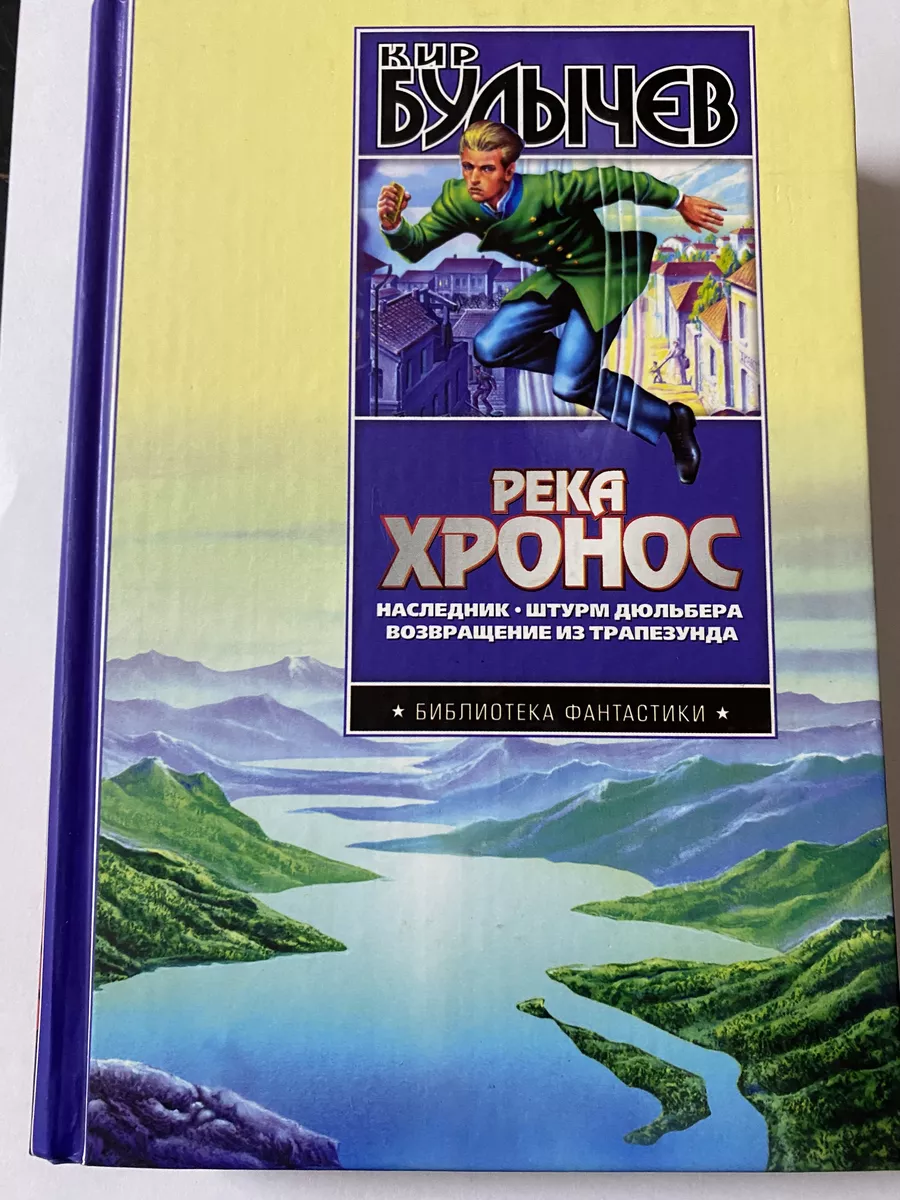 КИР
БУЛЫЧЕВ
РЕКА
ХРОНОС
НАСЛЕДНИК • ШТУРМ ДЮЛЬБЕРА
ВОЗВРАЩЕНИЕ ИЗ ТРАПЕЗУНДА
★ БИБЛИОТЕКА ФАНТАСТИКИ ★